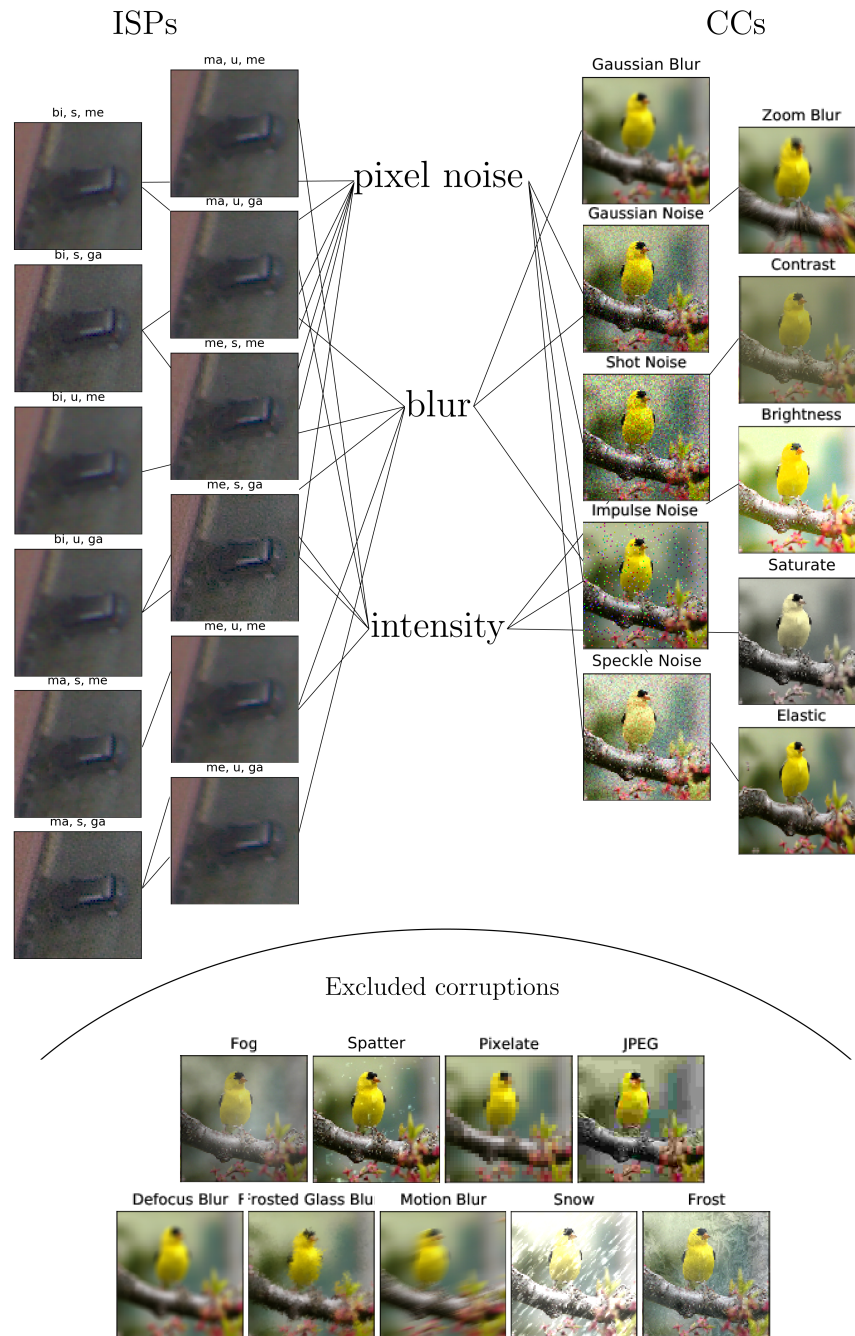 ISPs
CCs
ma, u, me
bi, s, me
ma, u, ga
bi, s, ga
me, s, me
bi, u, me
me, s, ga
bi, u, ga
me, u, me
ma, s, me
me, u, ga
ma, s, ga
pixel noise
blur
intensity
Gaussian Blur
Zoom Blur
Gaussian Noise
Contrast
Shot Noise
Brightness
Impulse Noise
Saturate
Speckle Noise
Elastic
Excluded corruptions
Fog Spatter Pixelate JPEG
Defocus Blur Frosted Glass Blu Motion Blur Snow Frost